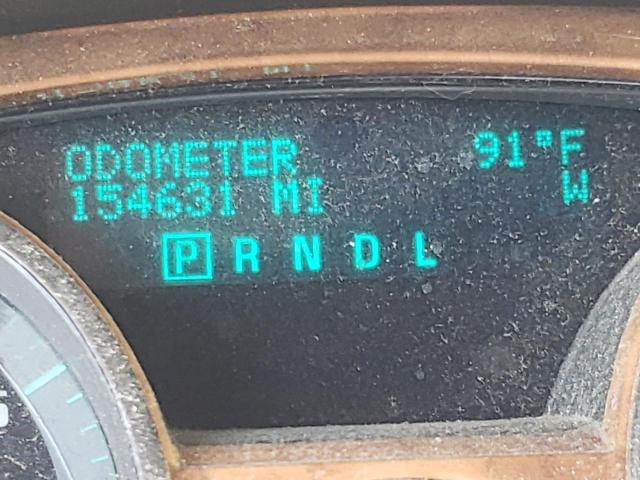 ODOMETER 91°F
154631 MI W
P R N D L